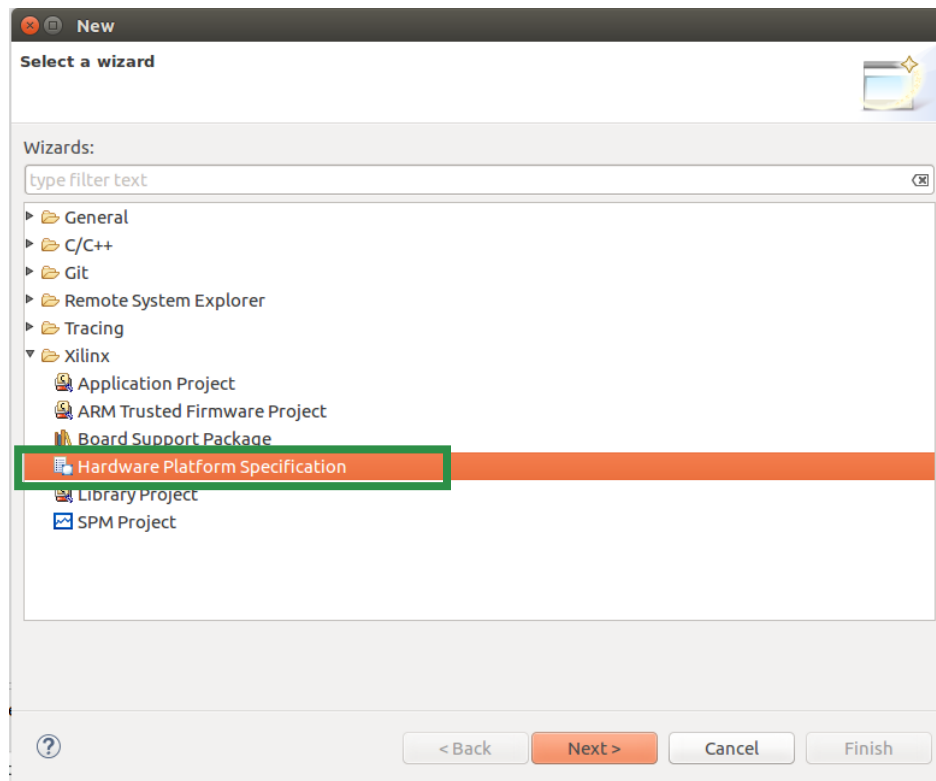 New
Select a wizard
Wizards:
type filter text
General
C/C++
Git
Remote System Explorer
Tracing
Xilinx
Application Project
ARM Trusted Firmware Project
Board Support Package
Hardware Platform Specification
Library Project
SPM Project
< Back Next > Cancel Finish